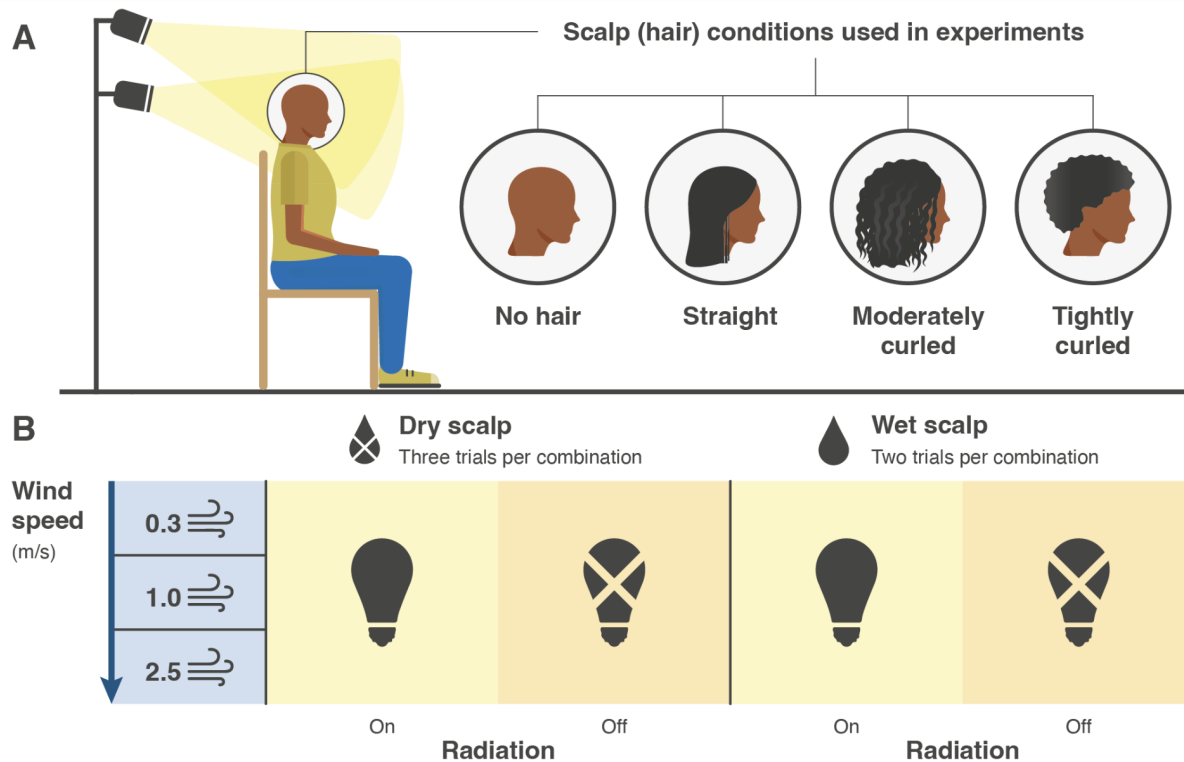 A
Scalp (hair) conditions used in experiments
No hair
Straight
Moderately
curled
Tightly
curled
B
Dry scalp
Three trials per combination
Wet scalp
Two trials per combination
Wind
speed
(m/s)
0.3
1.0
2.5
On
Off
On
Off
Radiation
Radiation